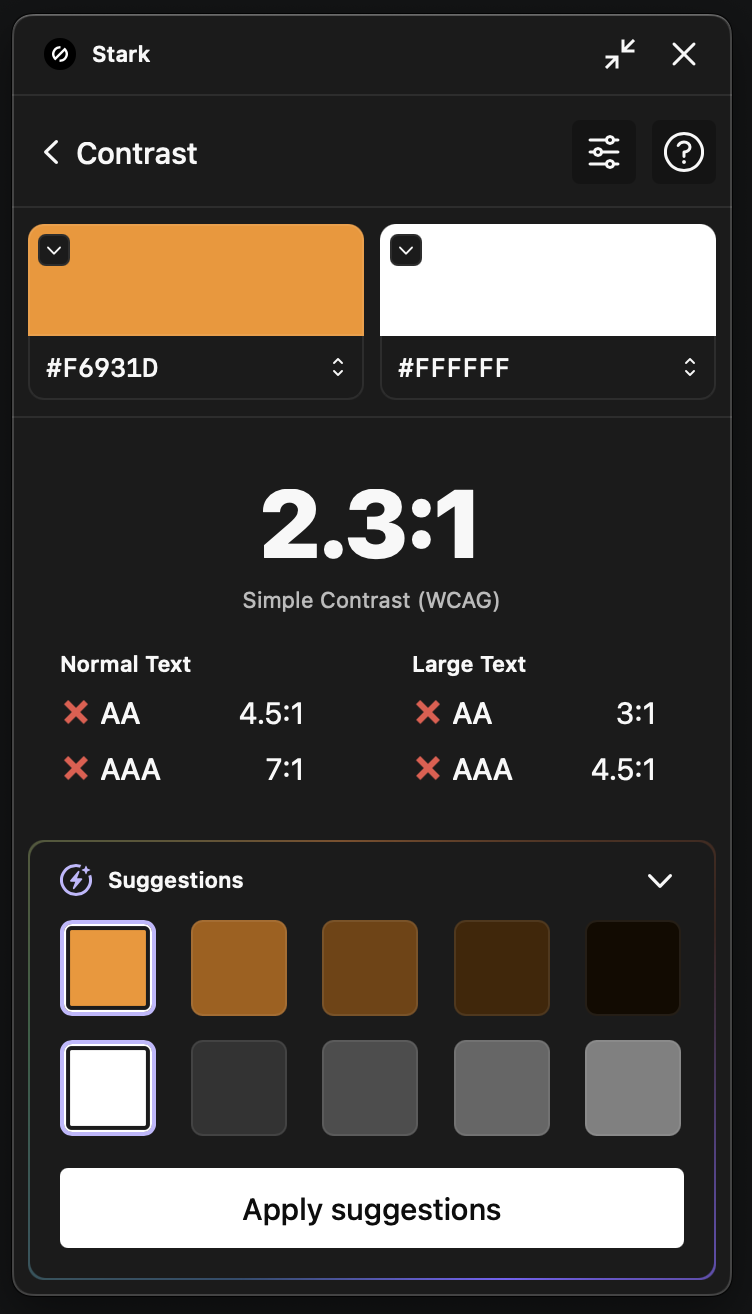 Stark
Contrast
#F6931D
#FFFFFF
2.3:1
Simple Contrast (WCAG)
Normal Text
AA 4.5:1
AAA 7:1
Large Text
AA 3:1
AAA 4.5:1
Suggestions
Apply suggestions